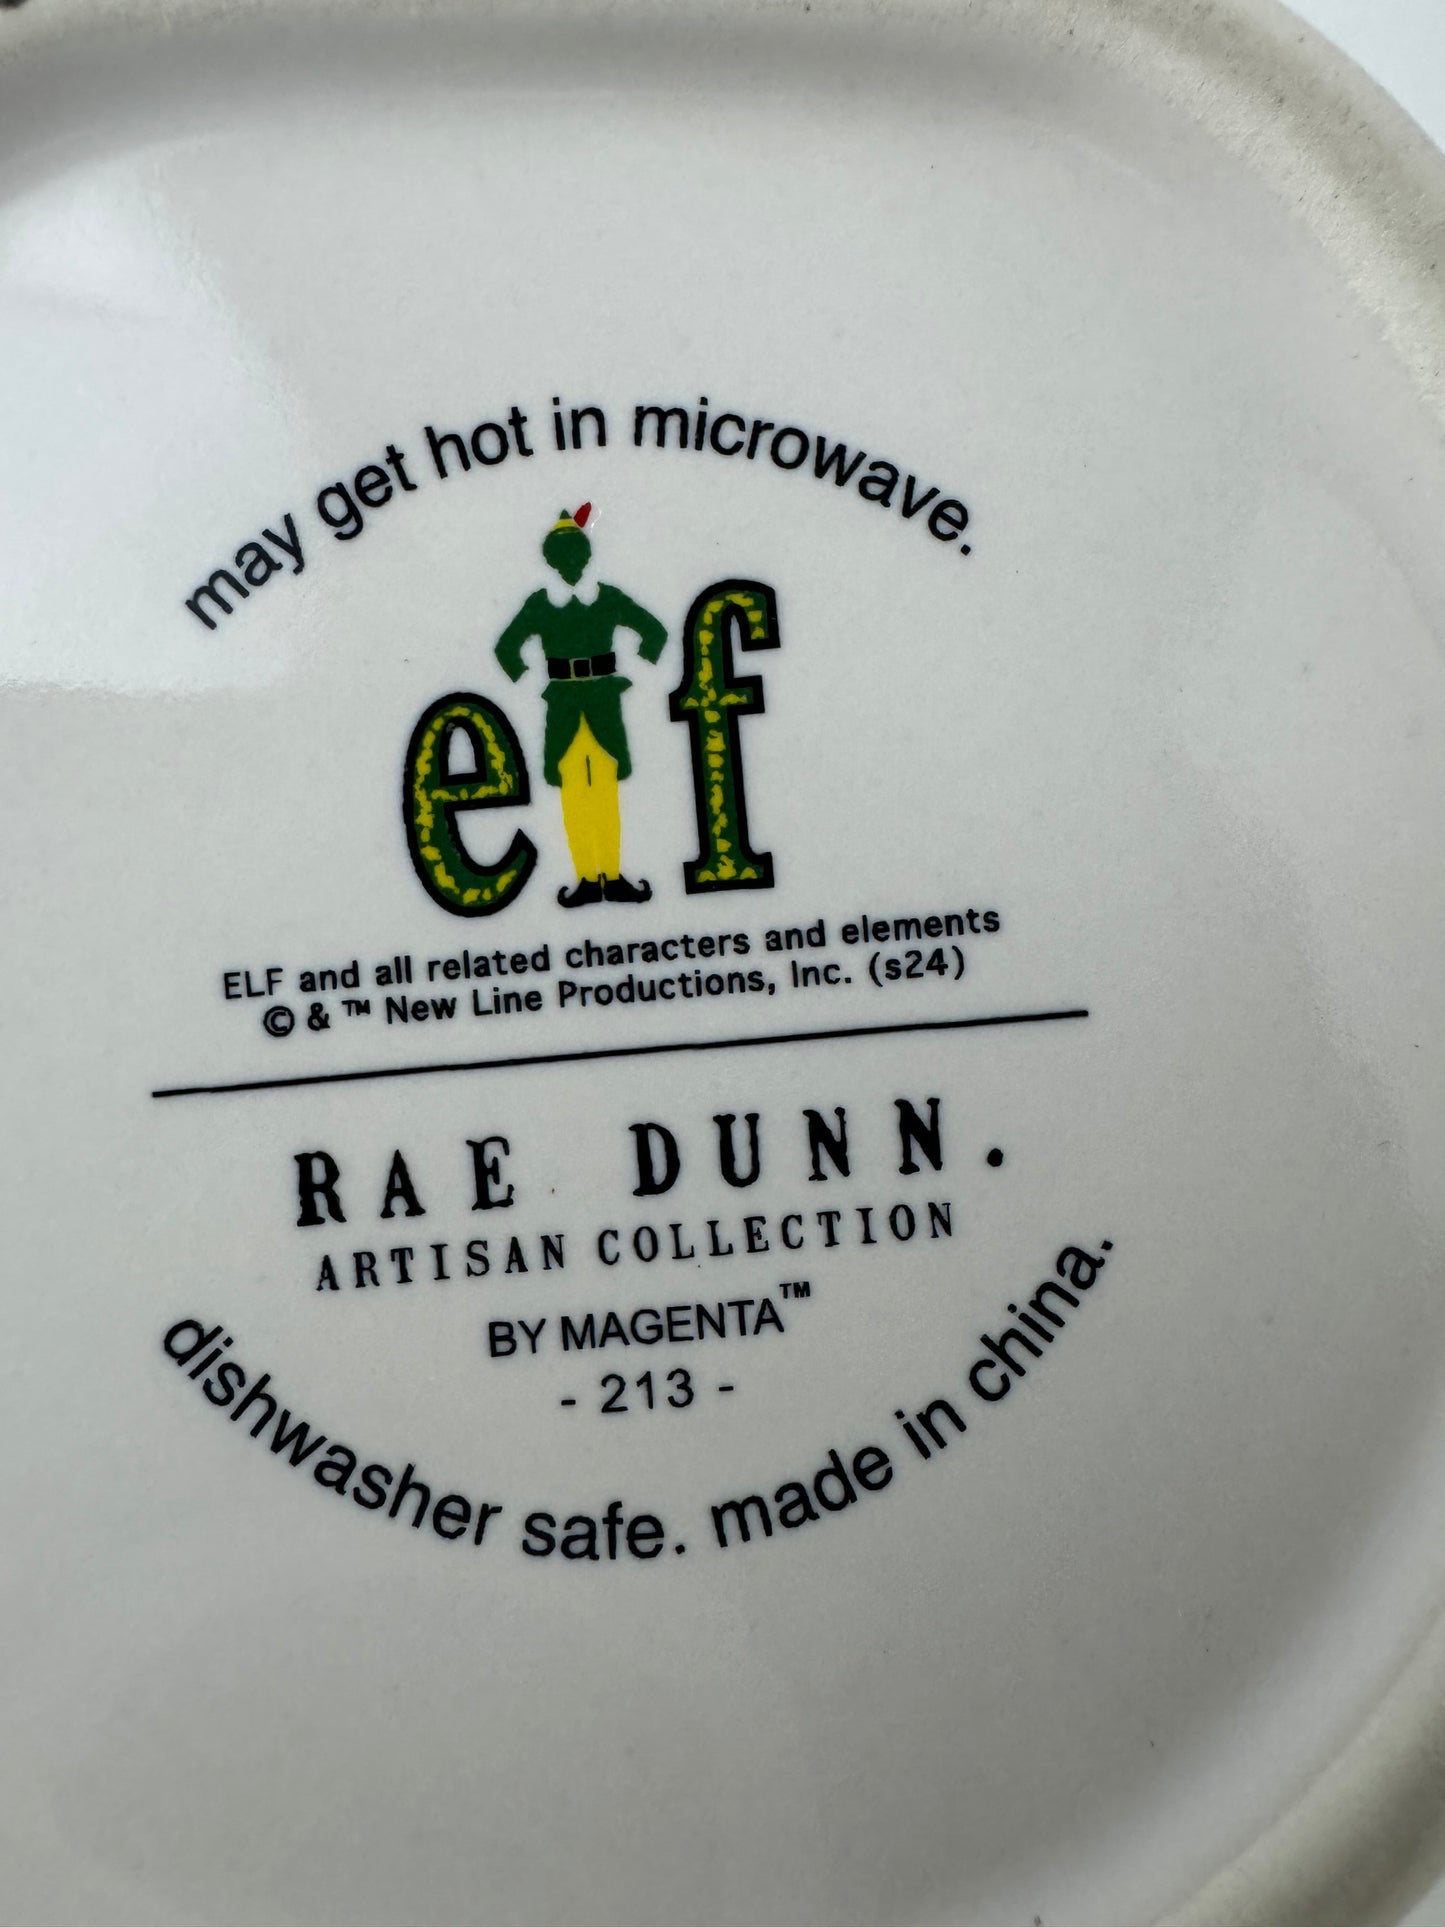 may get hot in microwave.
elf
ELF and all related characters and elements
© & ™ New Line Productions, Inc. (s24)
RAE DUNN.
ARTISAN COLLECTION
BY MAGENTA™
- 213 -
dishwasher safe. made in china.